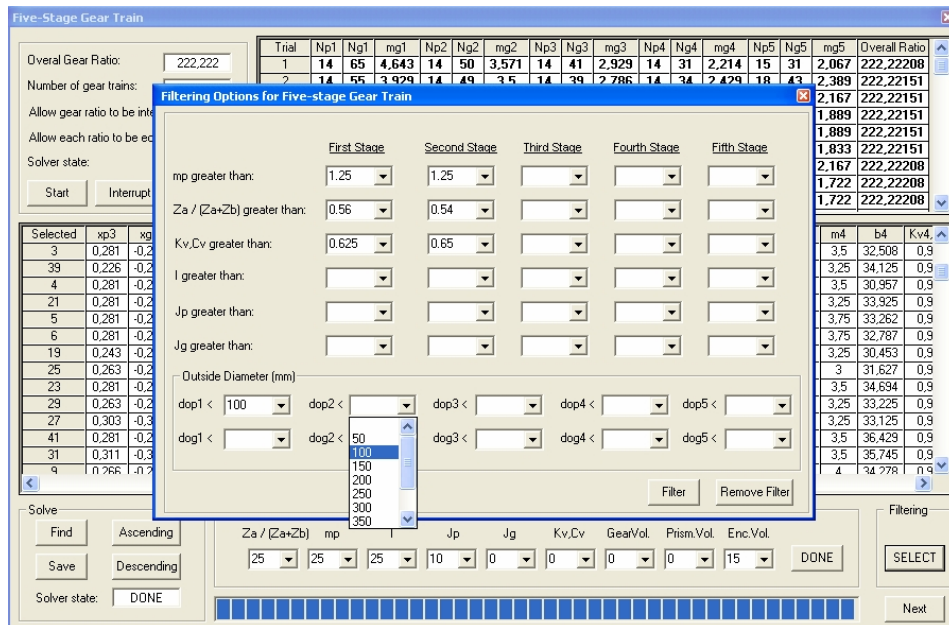 Five-Stage Gear Train
Overal Gear Ratio: 222,222
Number of gear trains:
Allow gear ratio to be inte
Allow each ratio to be ec
Solver state:
Start Interrupt
Trial Np1 Ng1 mg1 Np2 Ng2 mg2 Np3 Ng3 mg3 Np4 Ng4 mg4 Np5 Ng5 mg5 Overall Ratio
1 14 65 4,643 14 50 3,571 14 41 2,929 14 31 2,214 15 31 2,067 222,22208
2 14 55 3,929 14 49 3,5 14 39 2,786 14 34 2,429 18 43 2,389 222,22151
2,167 222,22151
1,889 222,22151
1,889 222,22151
1,833 222,22151
2,167 222,22208
1,722 222,22208
1,722 222,22208
Filtering Options for Five-stage Gear Train
First Stage Second Stage Third Stage Fourth Stage Fifth Stage
mp greater than: 1.25 1.25
Za / (Za+Zb) greater than: 0.56 0.54
Kv,Cv greater than: 0.625 0.65
I greater than:
Jp greater than:
Jg greater than:
Outside Diameter (mm)
dop1 < 100 dop2 < dop3 < dop4 < dop5 <
dog1 < dog2 < dog3 < dog4 < dog5 <
50
100
150
200
250
300
350
Filter Remove Filter
Selected xp3 xg m4 b4 Kv4,
3 0,281 -0,2 3,5 32,508 0,9
39 0,226 -0,2 3,25 34,125 0,9
4 0,281 -0,2 3,5 30,957 0,9
21 0,281 -0,2 3,25 33,925 0,9
5 0,281 -0,2 3,75 33,262 0,9
6 0,281 -0,2 3,75 32,787 0,9
19 0,243 -0,2 3,25 30,453 0,9
25 0,263 -0,2 3 31,627 0,9
23 0,281 -0,2 3,5 34,694 0,9
29 0,263 -0,2 3,25 33,225 0,9
27 0,303 -0,3 3,25 33,125 0,9
41 0,281 -0,2 3,5 36,429 0,9
31 0,311 -0,3 3,5 35,745 0,9
9 0,266 -0,2 4 34,278 0,9
Solve
Find Ascending
Save Descending
Solver state: DONE
Za / (Za+Zb) mp I Jp Jg Kv,Cv GearVol. Prism.Vol. Enc.Vol.
25 25 25 10 0 0 0 0 15 DONE
Filtering
SELECT
Next